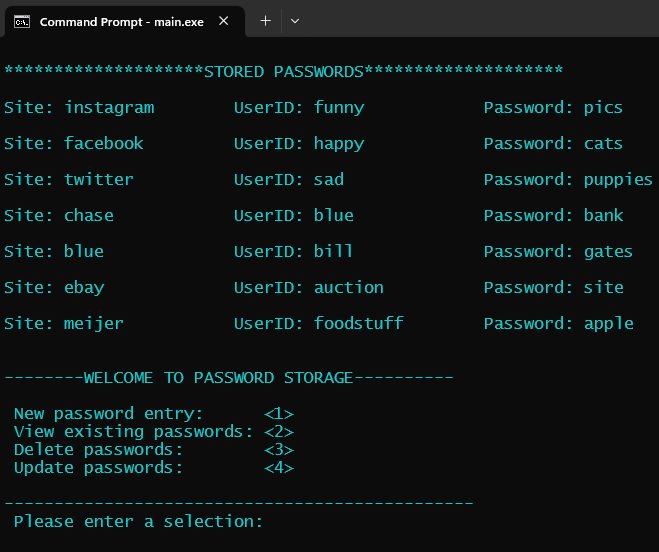 Command Prompt - main.exe
********************STORED PASSWORDS********************
Site: instagram        UserID: funny            Password: pics
Site: facebook         UserID: happy            Password: cats
Site: twitter          UserID: sad              Password: puppies
Site: chase            UserID: blue             Password: bank
Site: blue             UserID: bill             Password: gates
Site: ebay             UserID: auction          Password: site
Site: meijer           UserID: foodstuff        Password: apple
--------WELCOME TO PASSWORD STORAGE----------
New password entry:      <1>
View existing passwords: <2>
Delete passwords:        <3>
Update passwords:        <4>
-----------------------------------------------
Please enter a selection: